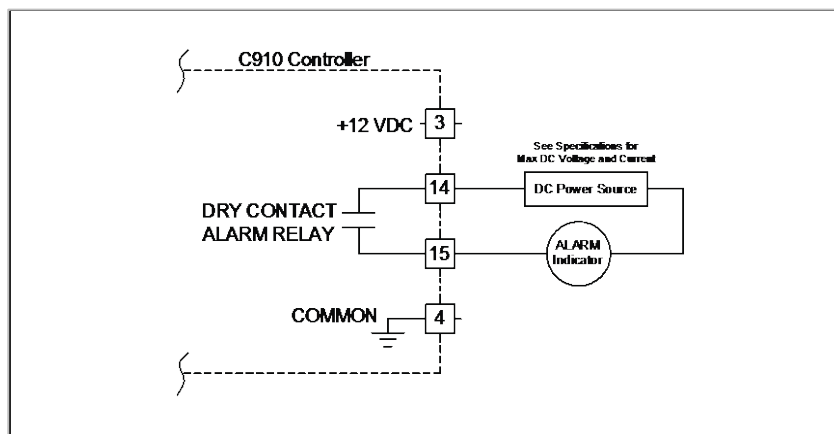 C910 Controller
+12 VDC
3
See Specifications for
Max DC Voltage and Current
14
DC Power Source
DRY CONTACT
ALARM RELAY
15
ALARM
Indicator
COMMON
4